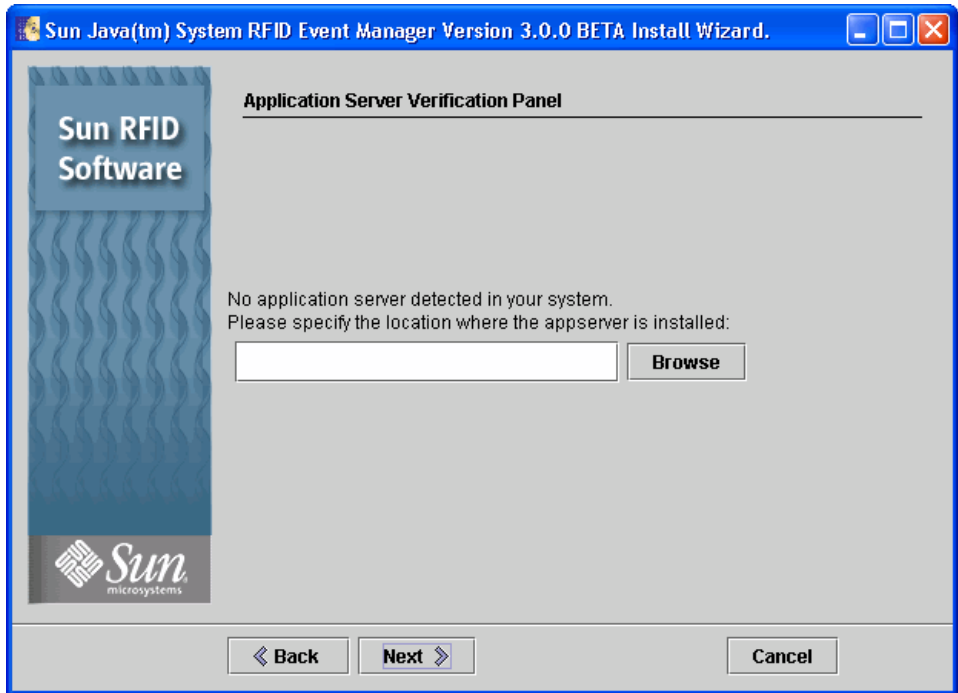 Sun Java(tm) System RFID Event Manager Version 3.0.0 BETA Install Wizard.
Sun RFID
Software
Application Server Verification Panel
No application server detected in your system.
Please specify the location where the appserver is installed:
Browse
Sun
microsystems
Back
Next
Cancel